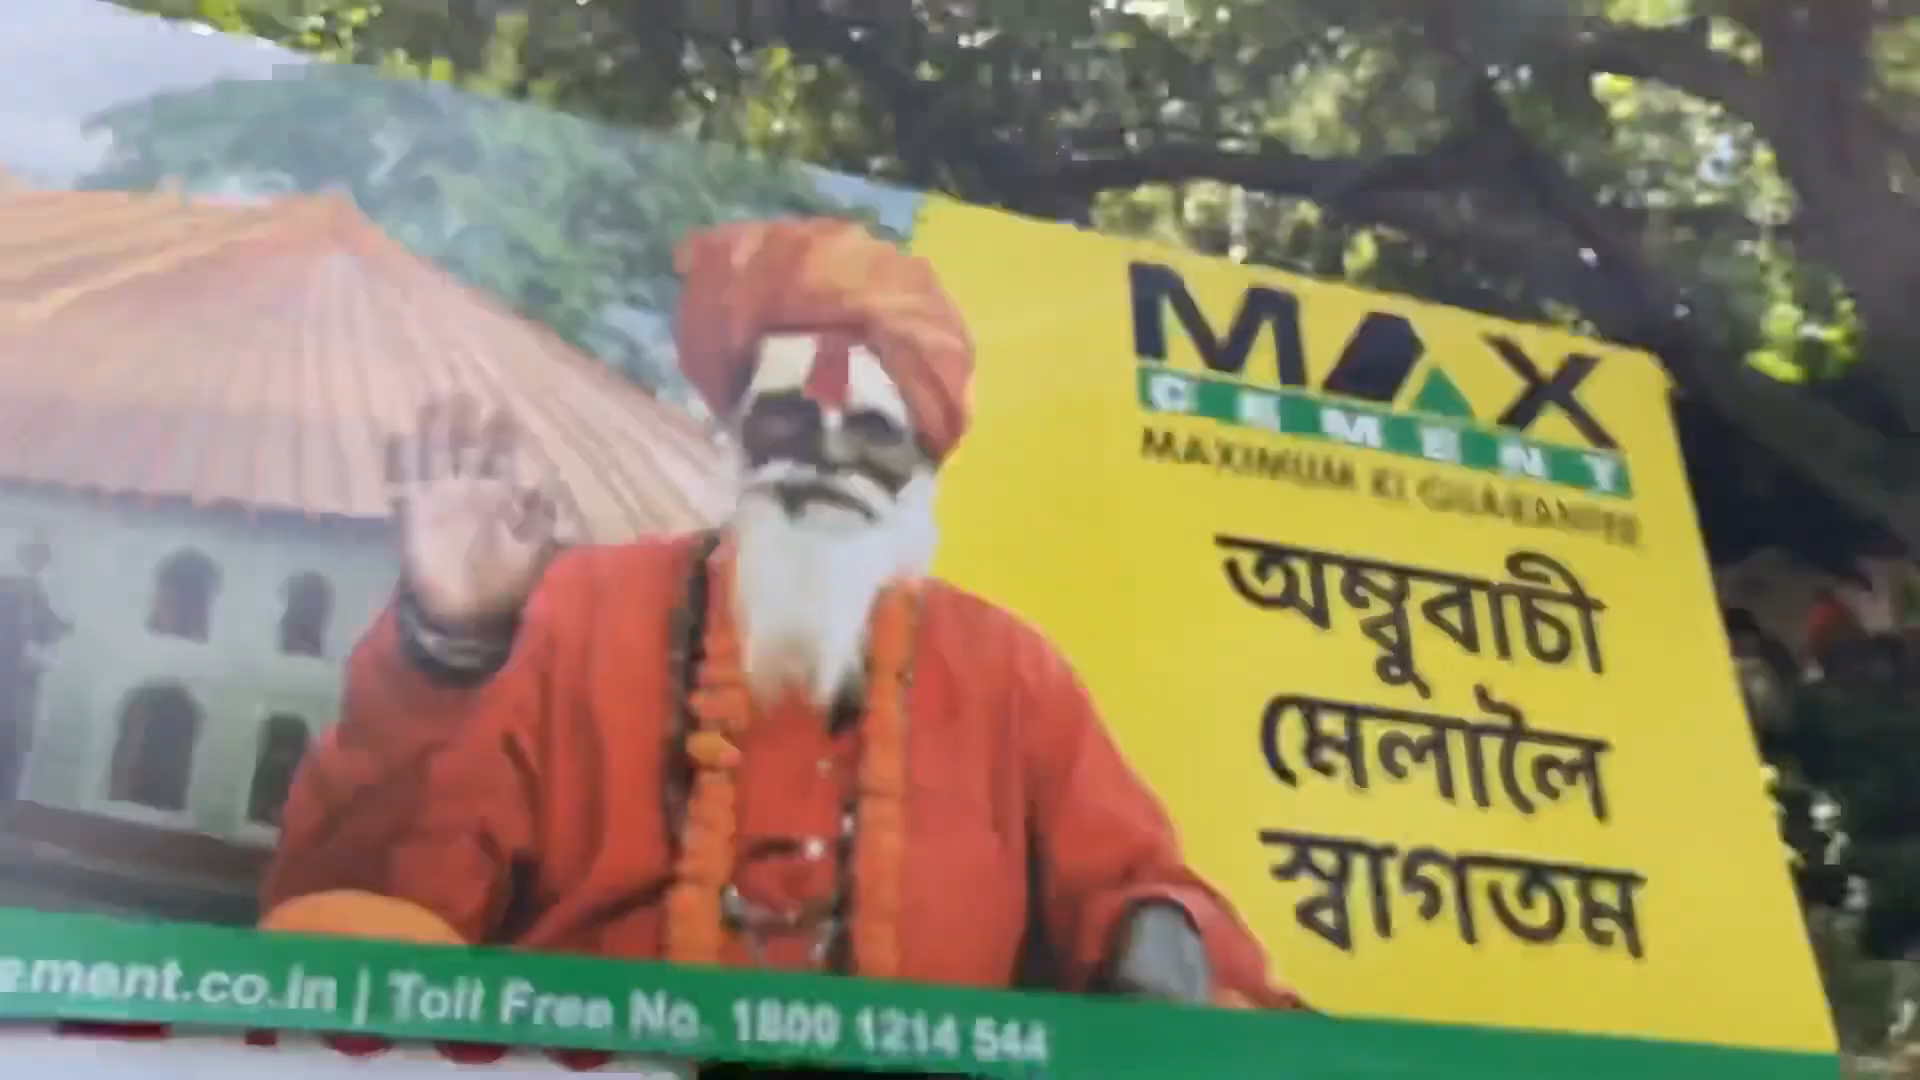 MAX
CEMENT
MAXIMUM KI GUARANTEE
অম্বুবাচী
মেলালৈ
স্বাগতম
ement.co.in | Toll Free No. 1800 1214 544